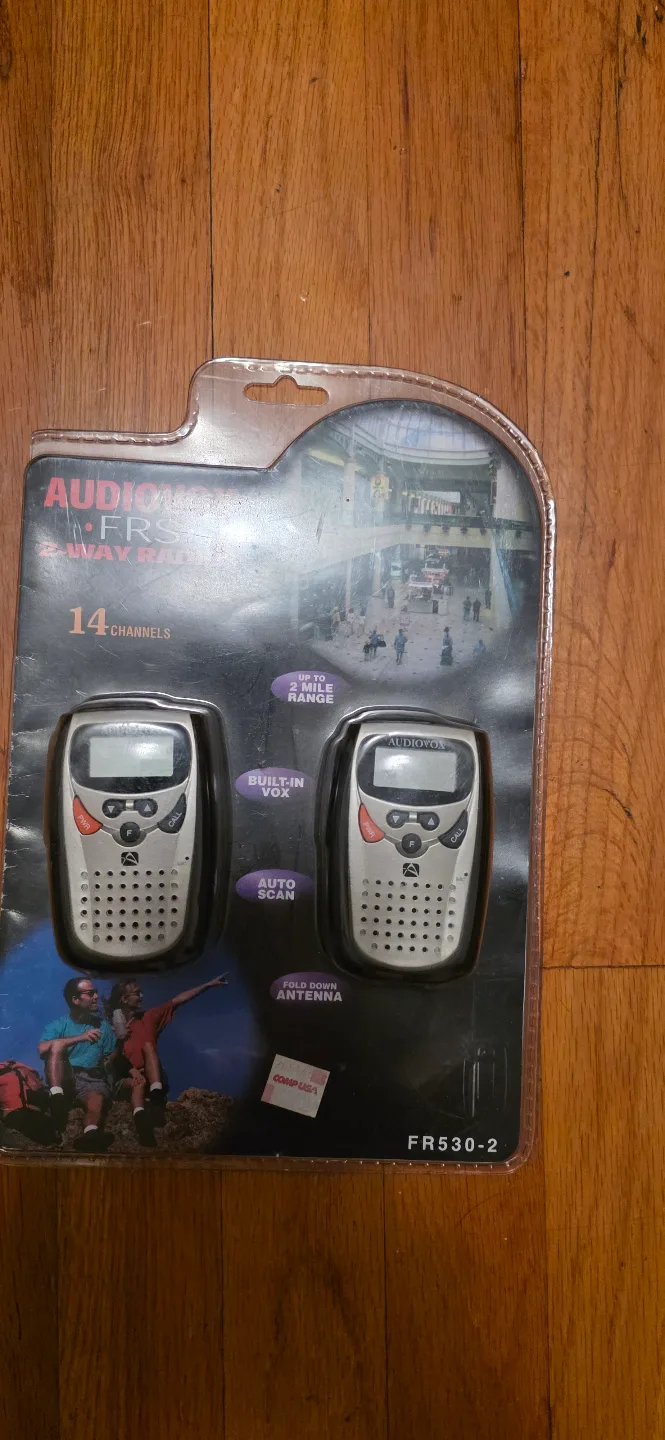 AUDIOVOX
·FRS
2-WAY RADIO
14 CHANNELS
UP TO
2 MILE
RANGE
BUILT-IN
VOX
AUTO
SCAN
FOLD DOWN
ANTENNA
AUDIOVOX
PWR
CALL
F
AUDIOVOX
PWR
CALL
F
COMPUSA
FR530-2